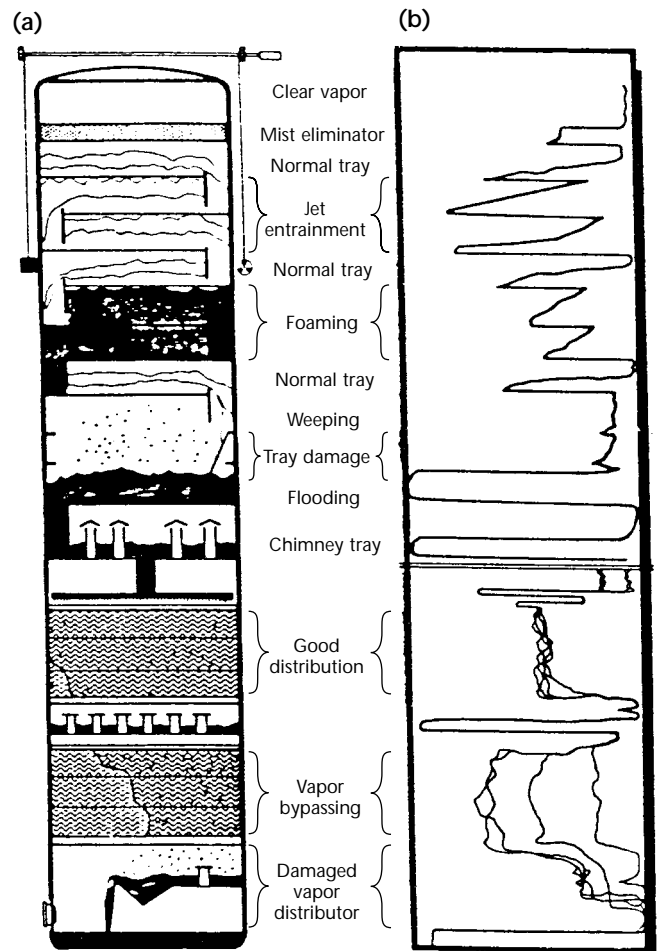 (a)
(b)
Clear vapor
Mist eliminator
Normal tray
Jet
entrainment
Normal tray
Foaming
Normal tray
Weeping
Tray damage
Flooding
Chimney tray
Good
distribution
Vapor
bypassing
Damaged
vapor
distributor